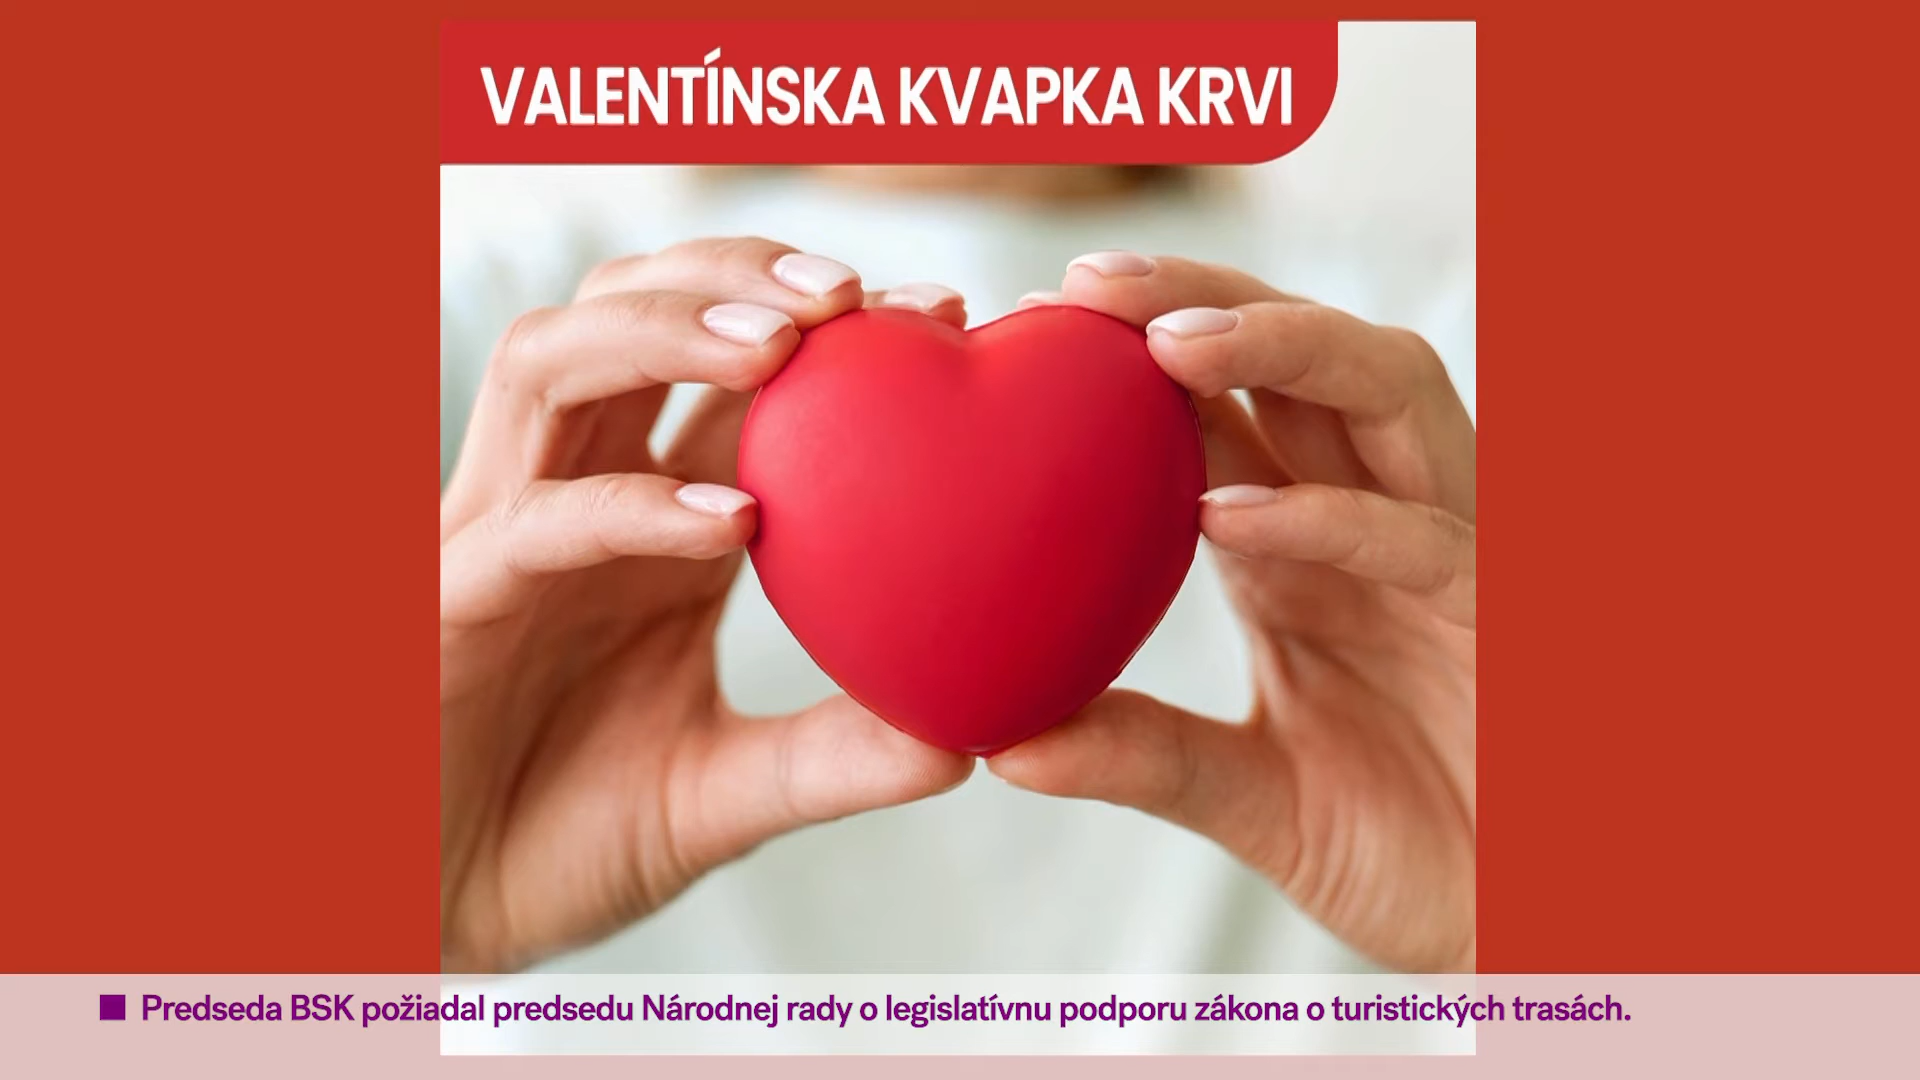 VALENTÍNSKA KVAPKA KRVI
Predseda BSK požiadal predsedu Národnej rady o legislatívnu podporu zákona o turistických trasách.